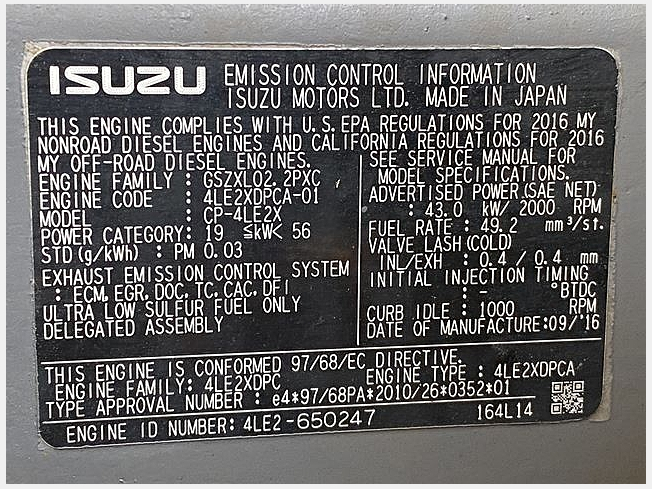 ISUZU EMISSION CONTROL INFORMATION
ISUZU MOTORS LTD. MADE IN JAPAN
THIS ENGINE COMPLIES WITH U.S.EPA REGULATIONS FOR 2016 MY
NONROAD DIESEL ENGINES AND CALIFORNIA REGULATIONS FOR 2016
MY OFF-ROAD DIESEL ENGINES.
ENGINE FAMILY : GSZXL02.2PXC
ENGINE CODE : 4LE2XDPCA-01
MODEL : CP-4LE2X
POWER CATEGORY: 19 ≦kW< 56
STD (g/kWh) : PM 0.03
EXHAUST EMISSION CONTROL SYSTEM
: ECM, EGR, DOC, TC, CAC, DFI
ULTRA LOW SULFUR FUEL ONLY
DELEGATED ASSEMBLY
SEE SERVICE MANUAL FOR
MODEL SPECIFICATIONS.
ADVERTISED POWER(SAE NET)
: 43.0 kW/ 2000 RPM
FUEL RATE : 49.2 mm³/st.
VALVE LASH(COLD)
IN/EXH : 0.4 / 0.4 mm
INITIAL INJECTION TIMING
: - °BTDC
CURB IDLE : 1000 RPM
DATE OF MANUFACTURE:09/'16
THIS ENGINE IS CONFORMED 97/68/EC DIRECTIVE.
ENGINE FAMILY: 4LE2XDPC ENGINE TYPE : 4LE2XDPCA
TYPE APPROVAL NUMBER : e4*97/68PA*2010/26*0352*01
ENGINE ID NUMBER: 4LE2-650247 164L14